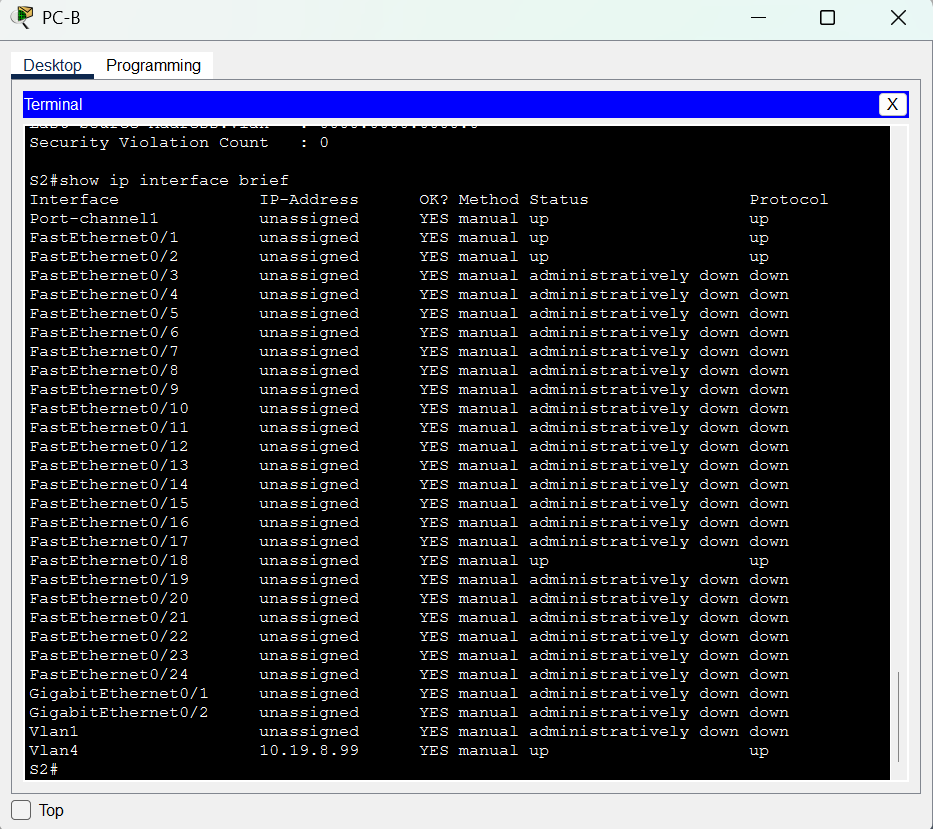 PC-B
Desktop Programming
Terminal X
Security Violation Count : 0
S2#show ip interface brief
Interface IP-Address OK? Method Status Protocol
Port-channel1 unassigned YES manual up up
FastEthernet0/1 unassigned YES manual up up
FastEthernet0/2 unassigned YES manual up up
FastEthernet0/3 unassigned YES manual administratively down down
FastEthernet0/4 unassigned YES manual administratively down down
FastEthernet0/5 unassigned YES manual administratively down down
FastEthernet0/6 unassigned YES manual administratively down down
FastEthernet0/7 unassigned YES manual administratively down down
FastEthernet0/8 unassigned YES manual administratively down down
FastEthernet0/9 unassigned YES manual administratively down down
FastEthernet0/10 unassigned YES manual administratively down down
FastEthernet0/11 unassigned YES manual administratively down down
FastEthernet0/12 unassigned YES manual administratively down down
FastEthernet0/13 unassigned YES manual administratively down down
FastEthernet0/14 unassigned YES manual administratively down down
FastEthernet0/15 unassigned YES manual administratively down down
FastEthernet0/16 unassigned YES manual administratively down down
FastEthernet0/17 unassigned YES manual administratively down down
FastEthernet0/18 unassigned YES manual up up
FastEthernet0/19 unassigned YES manual administratively down down
FastEthernet0/20 unassigned YES manual administratively down down
FastEthernet0/21 unassigned YES manual administratively down down
FastEthernet0/22 unassigned YES manual administratively down down
FastEthernet0/23 unassigned YES manual administratively down down
FastEthernet0/24 unassigned YES manual administratively down down
GigabitEthernet0/1 unassigned YES manual administratively down down
GigabitEthernet0/2 unassigned YES manual administratively down down
Vlan1 unassigned YES manual administratively down down
Vlan4 10.19.8.99 YES manual up up
S2#
Top